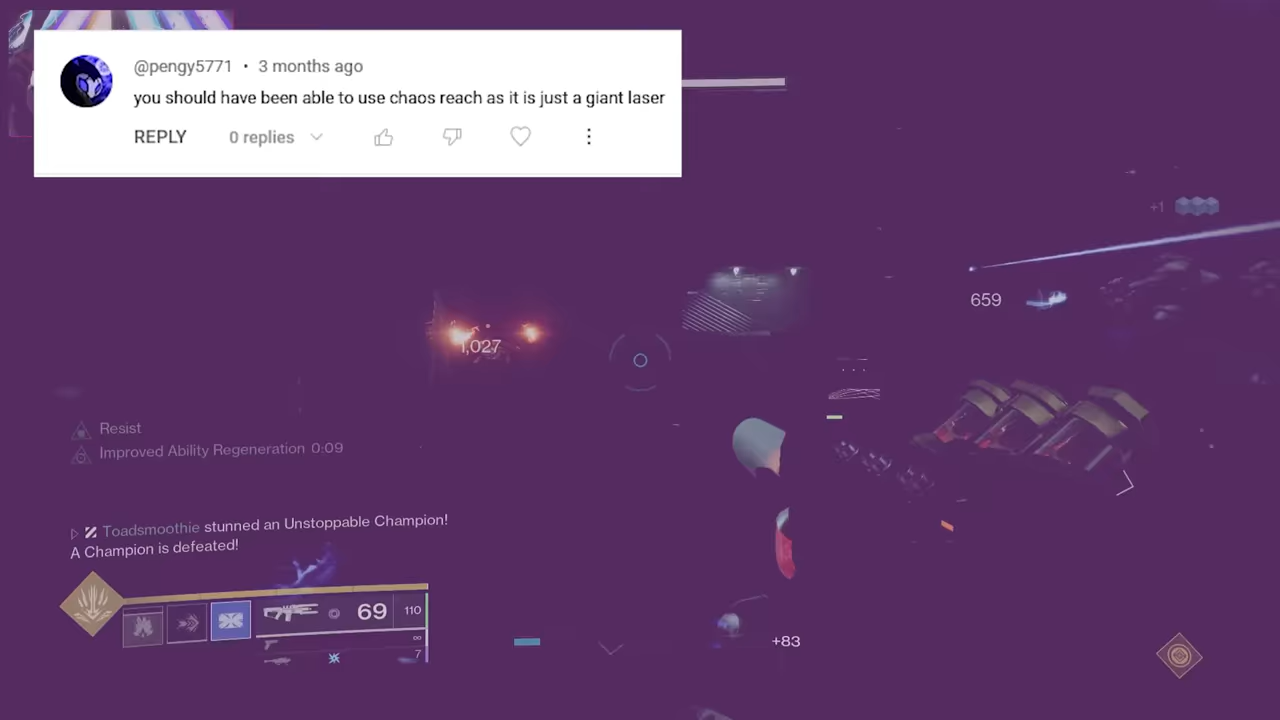 @pengy5771 • 3 months ago
you should have been able to use chaos reach as it is just a giant laser
REPLY 0 replies
+1
659
1,027
Resist
Improved Ability Regeneration 0:09
Toadsmoothie stunned an Unstoppable Champion!
A Champion is defeated!
69 110
∞
7
+83